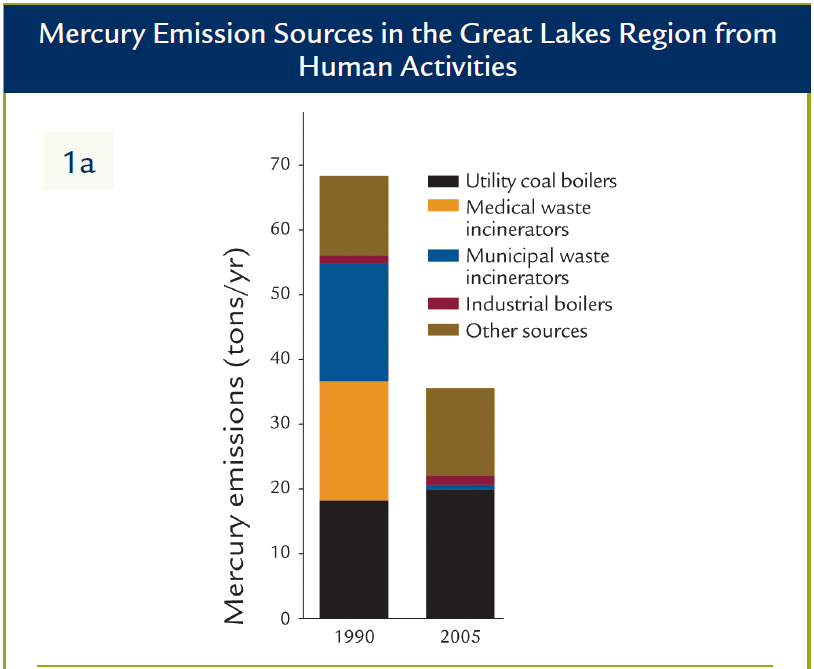 Mercury Emission Sources in the Great Lakes Region from
Human Activities
1a
Mercury emissions (tons/yr)
70
60
50
40
30
20
10
0
1990
2005
Utility coal boilers
Medical waste
incinerators
Municipal waste
incinerators
Industrial boilers
Other sources